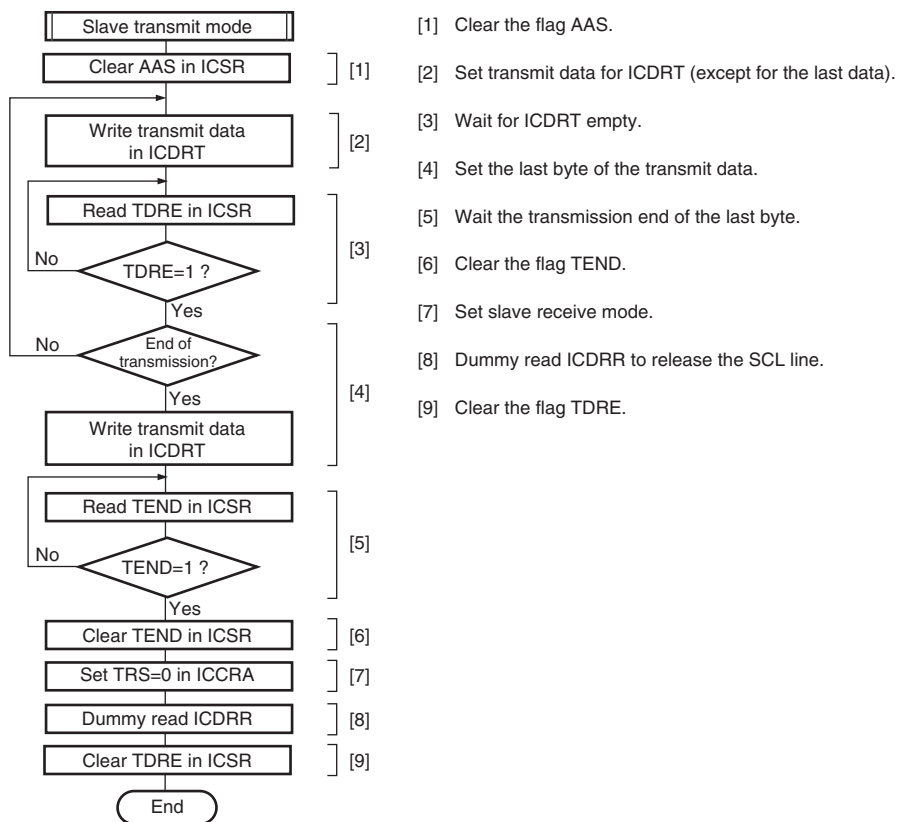 Slave transmit mode
Clear AAS in ICSR
[1]
Write transmit data
in ICDRT
[2]
Read TDRE in ICSR
No
TDRE=1 ?
[3]
Yes
No
End of
transmission?
Yes
[4]
Write transmit data
in ICDRT
Read TEND in ICSR
No
TEND=1 ?
[5]
Yes
Clear TEND in ICSR
[6]
Set TRS=0 in ICCRA
[7]
Dummy read ICDRR
[8]
Clear TDRE in ICSR
[9]
End
[1] Clear the flag AAS.
[2] Set transmit data for ICDRT (except for the last data).
[3] Wait for ICDRT empty.
[4] Set the last byte of the transmit data.
[5] Wait the transmission end of the last byte.
[6] Clear the flag TEND.
[7] Set slave receive mode.
[8] Dummy read ICDRR to release the SCL line.
[9] Clear the flag TDRE.